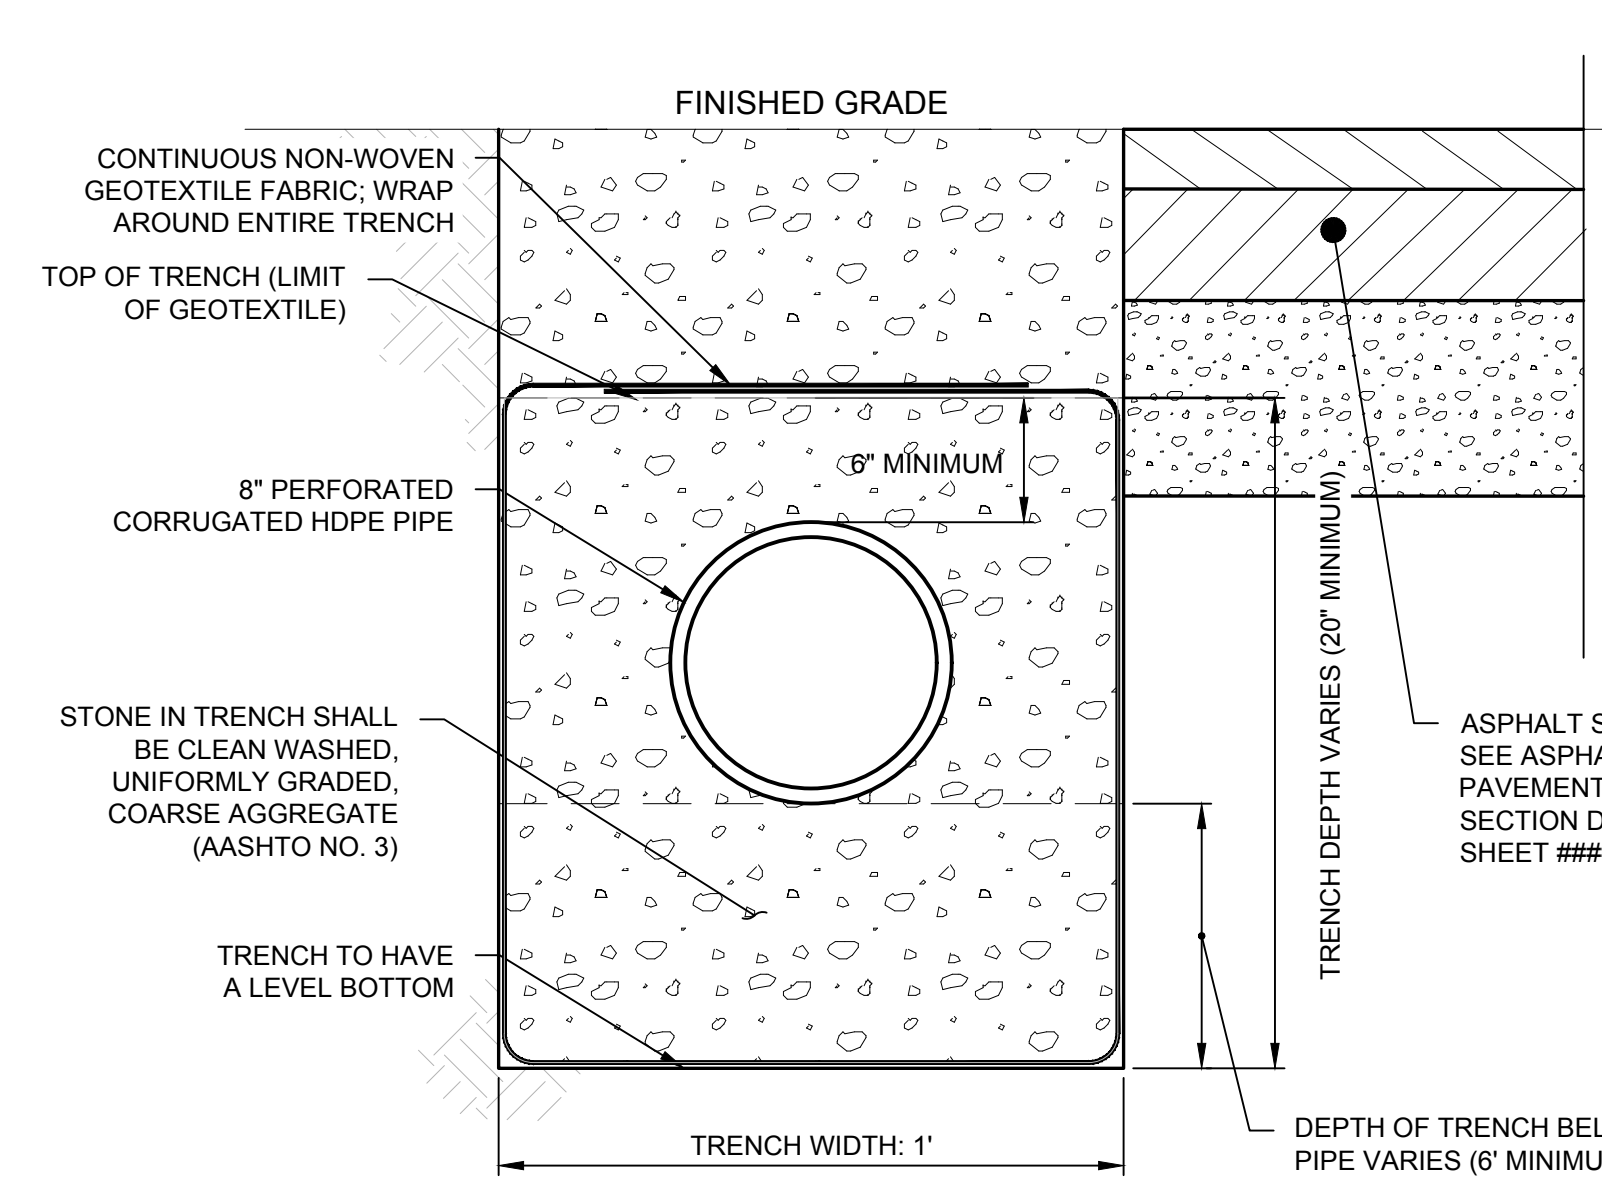 FINISHED GRADE
CONTINUOUS NON-WOVEN
GEOTEXTILE FABRIC; WRAP
AROUND ENTIRE TRENCH
TOP OF TRENCH (LIMIT
OF GEOTEXTILE)
6" MINIMUM
8" PERFORATED
CORRUGATED HDPE PIPE
STONE IN TRENCH SHALL
BE CLEAN WASHED,
UNIFORMLY GRADED,
COARSE AGGREGATE
(AASHTO NO. 3)
TRENCH TO HAVE
A LEVEL BOTTOM
TRENCH WIDTH: 1'
TRENCH DEPTH VARIES (20" MINIMUM)
ASPHALT
SEE
PAVEMENT
SECTION
SHEET ###
DEPTH OF TRENCH
PIPE VARIES (6'